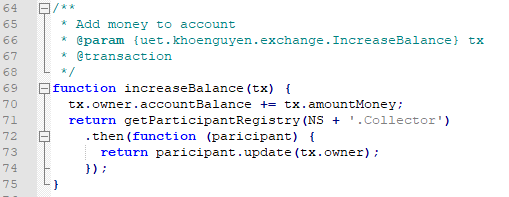 64 /**
65 * Add money to account
66 * @param {uet.khoenguyen.exchange.IncreaseBalance} tx
67 * @transaction
68 */
69 function increaseBalance(tx) {
70 tx.owner.accountBalance += tx.amountMoney;
71 return getParticipantRegistry(NS + '.Collector')
72 .then(function (paricipant) {
73 return paricipant.update(tx.owner);
74 });
75 }